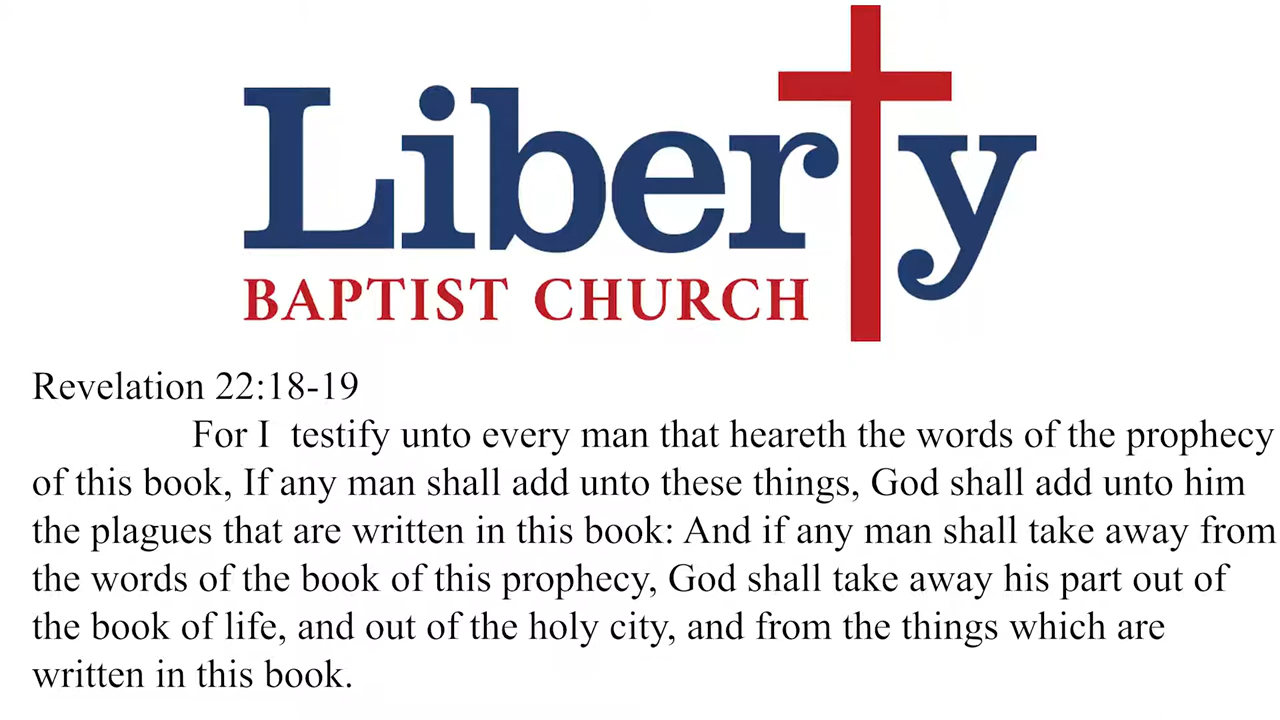 Liberty
BAPTIST CHURCH
Revelation 22:18-19
For I  testify unto every man that heareth the words of the prophecy
of this book, If any man shall add unto these things, God shall add unto him
the plagues that are written in this book: And if any man shall take away from
the words of the book of this prophecy, God shall take away his part out of
the book of life, and out of the holy city, and from the things which are
written in this book.